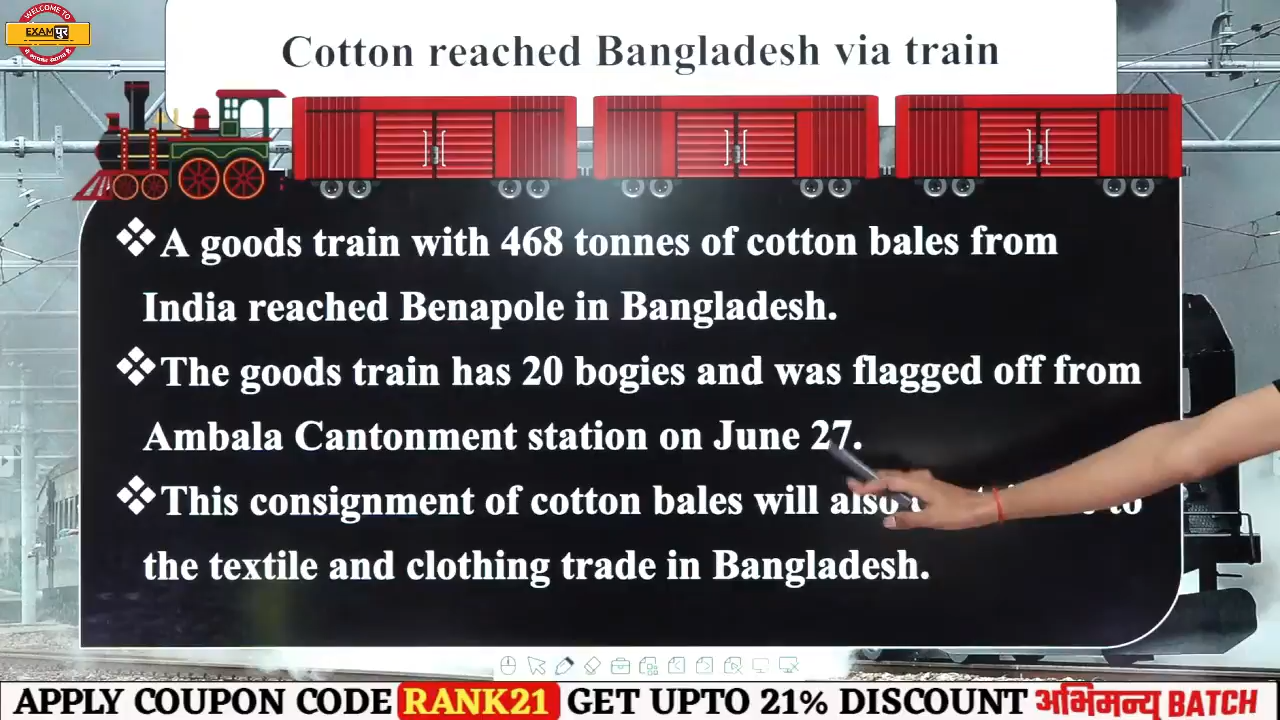 WELCOME TO
EXAMपुर
Cotton reached Bangladesh via train
❖A goods train with 468 tonnes of cotton bales from
India reached Benapole in Bangladesh.
❖The goods train has 20 bogies and was flagged off from
Ambala Cantonment station on June 27.
❖This consignment of cotton bales will also to
the textile and clothing trade in Bangladesh.
APPLY COUPON CODE RANK21 GET UPTO 21% DISCOUNT अभिमन्यु BATCH